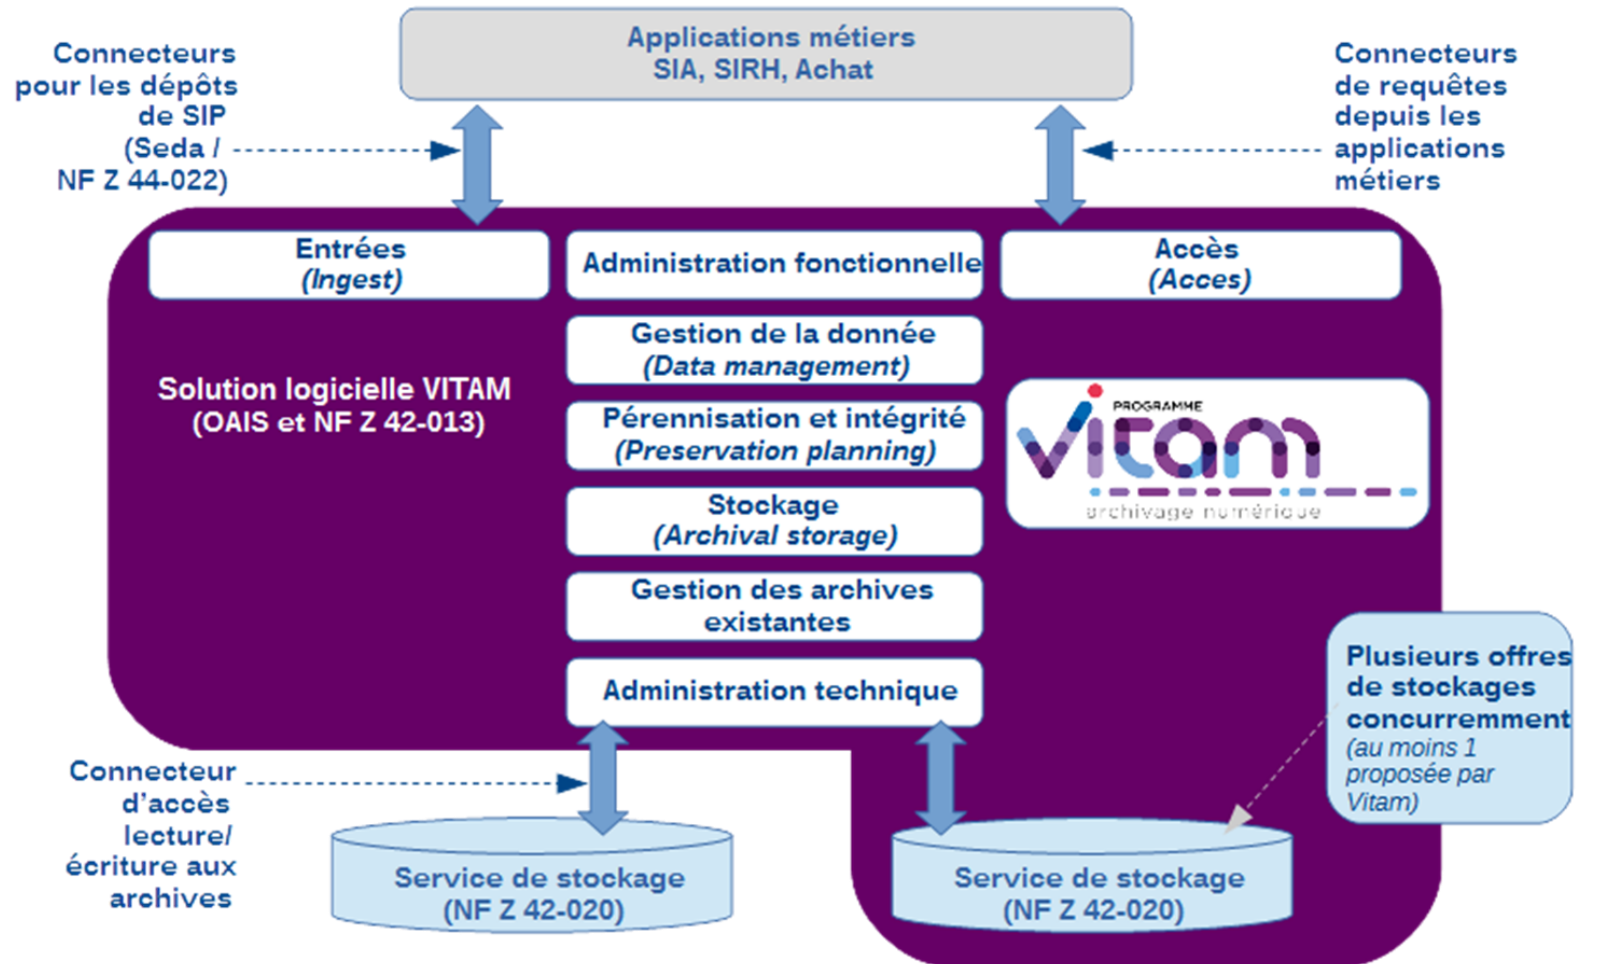 Applications métiers
SIA, SIRH, Achat
Connecteurs
pour les dépôts
de SIP
(Seda /
NF Z 44-022)
Connecteurs
de requêtes
depuis les
applications
métiers
Entrées
(Ingest)
Administration fonctionnelle
Accès
(Acces)
Gestion de la donnée
(Data management)
Solution logicielle VITAM
(OAIS et NF Z 42-013)
Pérennisation et intégrité
(Preservation planning)
PROGRAMME
vitam
archivage numérique
Stockage
(Archival storage)
Gestion des archives
existantes
Administration technique
Plusieurs offres
de stockages
concurremment
(au moins 1
proposée par
Vitam)
Connecteur
d'accès
lecture/
écriture aux
archives
Service de stockage
(NF Z 42-020)
Service de stockage
(NF Z 42-020)